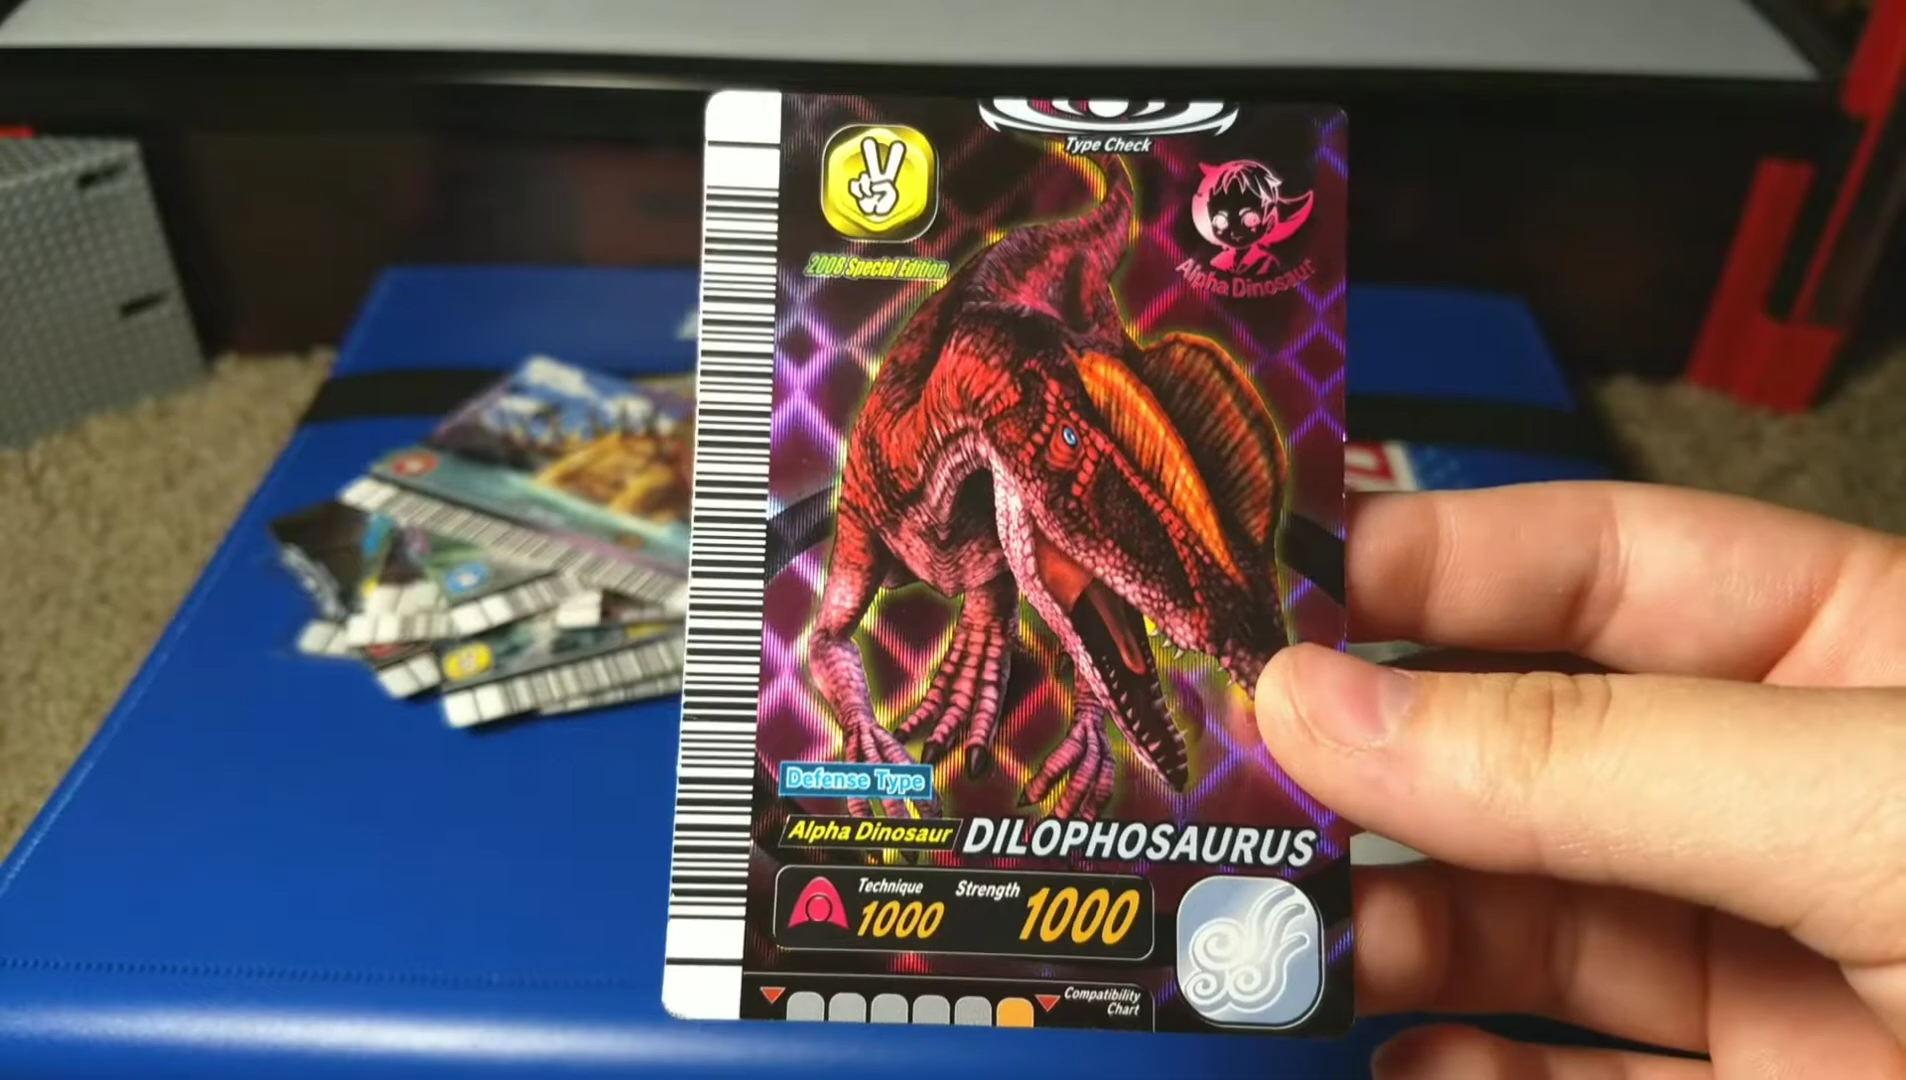 Type Check
2008 Special Edition
Alpha Dinosaur
Defense Type
Alpha Dinosaur DILOPHOSAURUS
Technique Strength
1000 1000
Compatibility
Chart